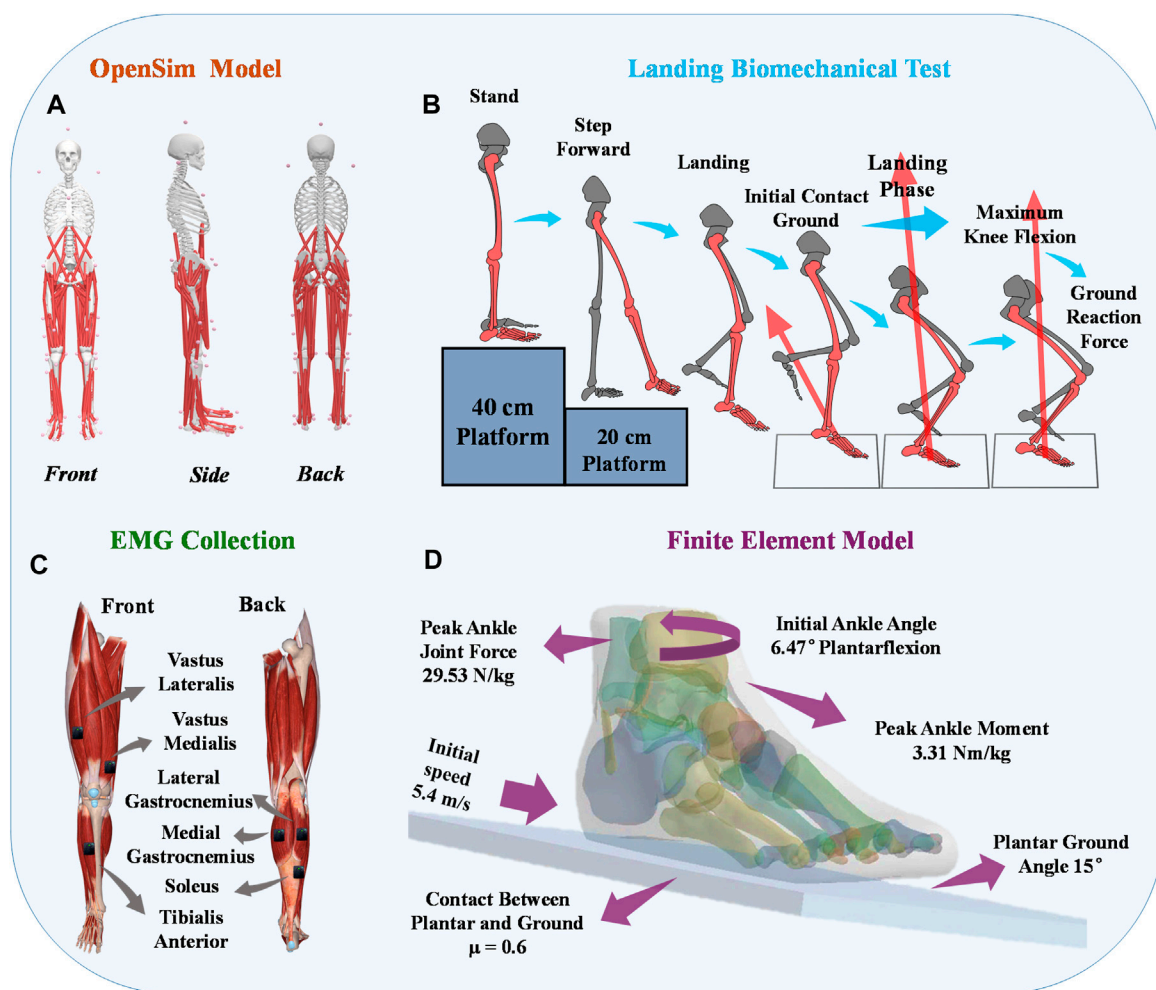 OpenSim Model
Landing Biomechanical Test
A
B
Stand
Step
Forward
Landing
Initial Contact
Ground
Landing
Phase
Maximum
Knee Flexion
Ground
Reaction
Force
40 cm
Platform
20 cm
Platform
Front
Side
Back
EMG Collection
Finite Element Model
C
D
Front
Back
Vastus
Lateralis
Vastus
Medialis
Lateral
Gastrocnemius
Medial
Gastrocnemius
Soleus
Tibialis
Anterior
Peak Ankle
Joint Force
29.53 N/kg
Initial Ankle Angle
6.47° Plantarflexion
Peak Ankle Moment
3.31 Nm/kg
Initial
speed
5.4 m/s
Plantar Ground
Angle 15°
Contact Between
Plantar and Ground
μ = 0.6